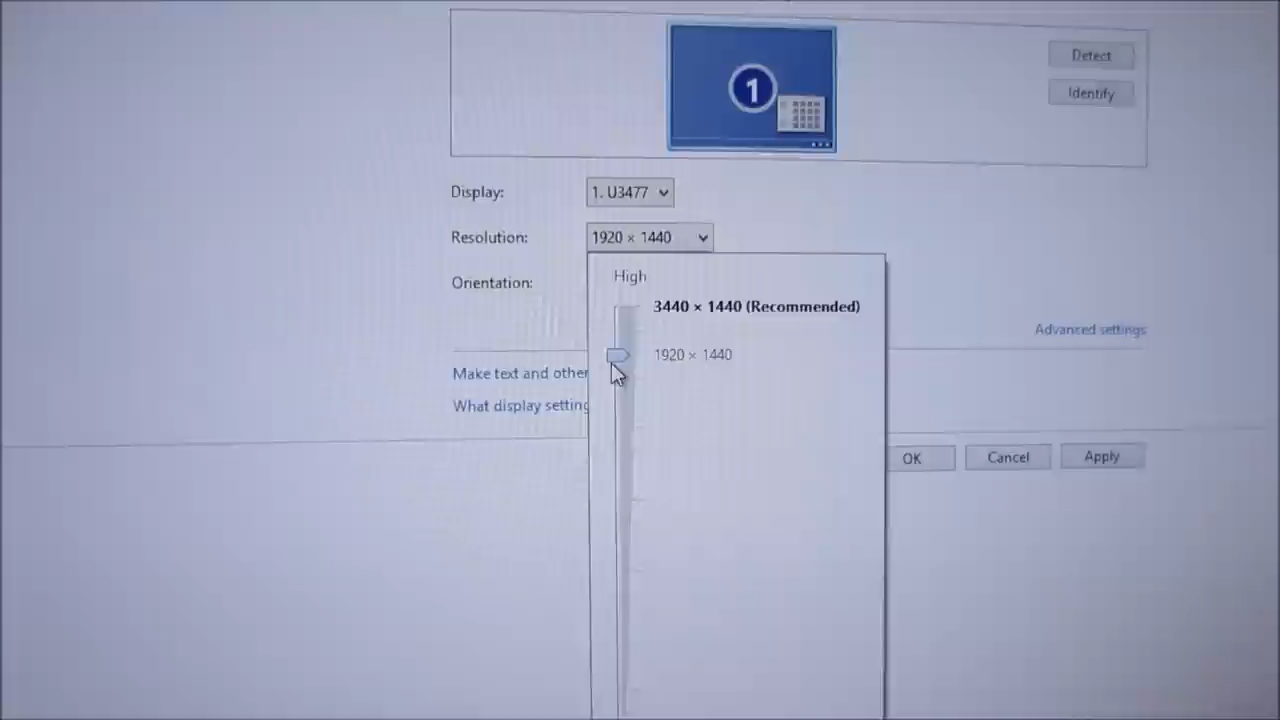 1
Detect
Identify
Display:
1. U3477
Resolution:
1920 × 1440
High
Orientation:
3440 × 1440 (Recommended)
Advanced settings
1920 × 1440
Make text and other
What display setting
OK
Cancel
Apply